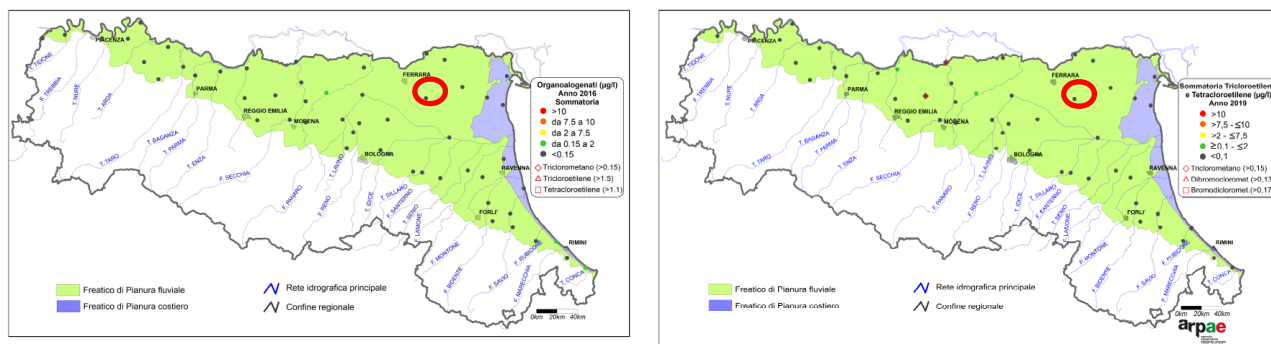 PIACENZA
T. TIDONE
F. TREBBIA
T. NURE
T. ARDA
PARMA
REGGIO EMILIA
MODENA
FERRARA
BOLOGNA
RAVENNA
FORLI'
RIMINI
T. TARO
T. BAGANZA
T. PARMA
T. ENZA
F. SECCHIA
F. PANARO
F. RENO
T. LAVINO
T. IDICE
T. SILLARO
F. SANTERNO
T. SENIO
F. LAMONE
F. MONTONE
F. BIDENTE
F. SAVIO
F. RUBICONE
F. MARECCHIA
T. CONCA
Organoalogenati (µg/l)
Anno 2016
Sommatoria
>10
da 7.5 a 10
da 2 a 7.5
da 0.15 a 2
<0.15
Triclorometano (>0.15)
Tricloroetilene (>1.5)
Tetracloroetilene (>1.1)
Freatico di Pianura fluviale
Freatico di Pianura costiero
Rete idrografica principale
Confine regionale
0km 20km 40km
PIACENZA
T. TIDONE
F. TREBBIA
T. NURE
T. ARDA
PARMA
REGGIO EMILIA
MODENA
FERRARA
BOLOGNA
RAVENNA
FORLI'
RIMINI
T. TARO
T. BAGANZA
T. PARMA
T. ENZA
F. SECCHIA
F. PANARO
F. RENO
T. LAVINO
T. IDICE
T. SILLARO
F. SANTERNO
T. SENIO
F. LAMONE
F. MONTONE
F. BIDENTE
F. SAVIO
F. RUBICONE
F. MARECCHIA
T. CONCA
Sommatoria Tricloroetilene
e Tetracloroetilene (µg/l)
Anno 2019
>10
>7,5 - ≤10
>2 - ≤7,5
≥0.1 - ≤2
<0,1
Triclorometano (>0,15)
Dibromocloromet. (>0,13
Bromodicloromet. (>0,17
Freatico di Pianura fluviale
Freatico di Pianura costiero
Rete idrografica principale
Confine regionale
0km 20km 40km
arpae